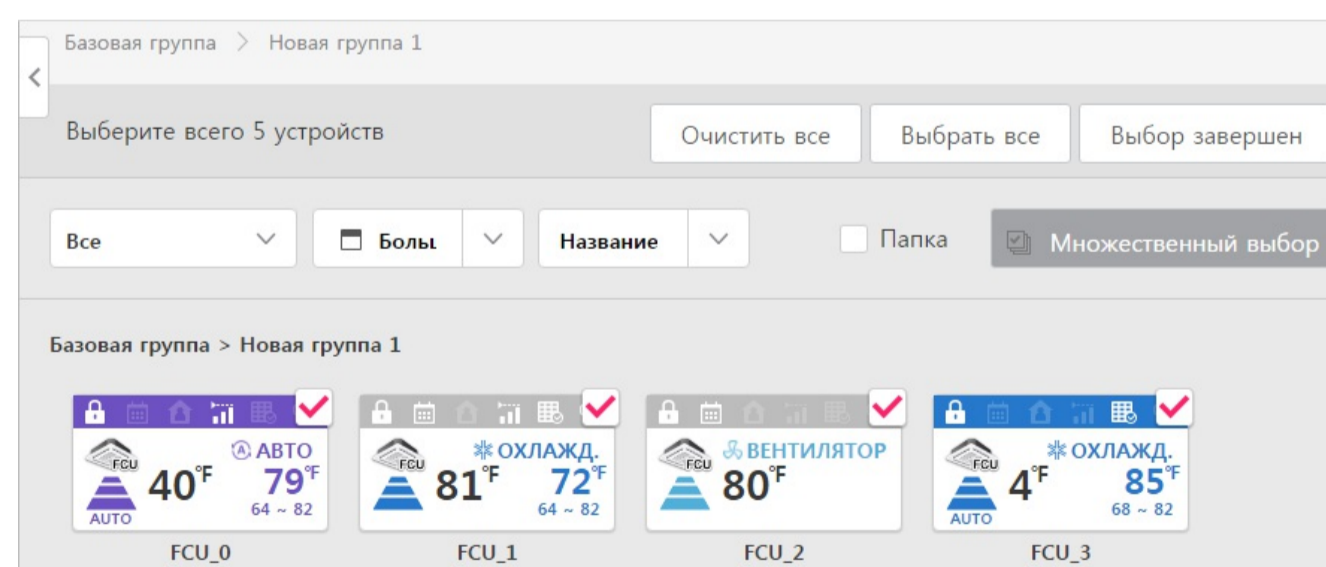 Базовая группа > Новая группа 1
Выберите всего 5 устройств
Очистить все
Выбрать все
Выбор завершен
Все
Больш
Название
Папка
Множественный выбор
Базовая группа > Новая группа 1
FCU 40°F АВТО 79°F 64 ~ 82 AUTO
FCU 81°F ОХЛАЖД. 72°F 64 ~ 82
FCU 80°F ВЕНТИЛЯТОР
FCU 4°F ОХЛАЖД. 85°F 68 ~ 82 AUTO
FCU_0 FCU_1 FCU_2 FCU_3